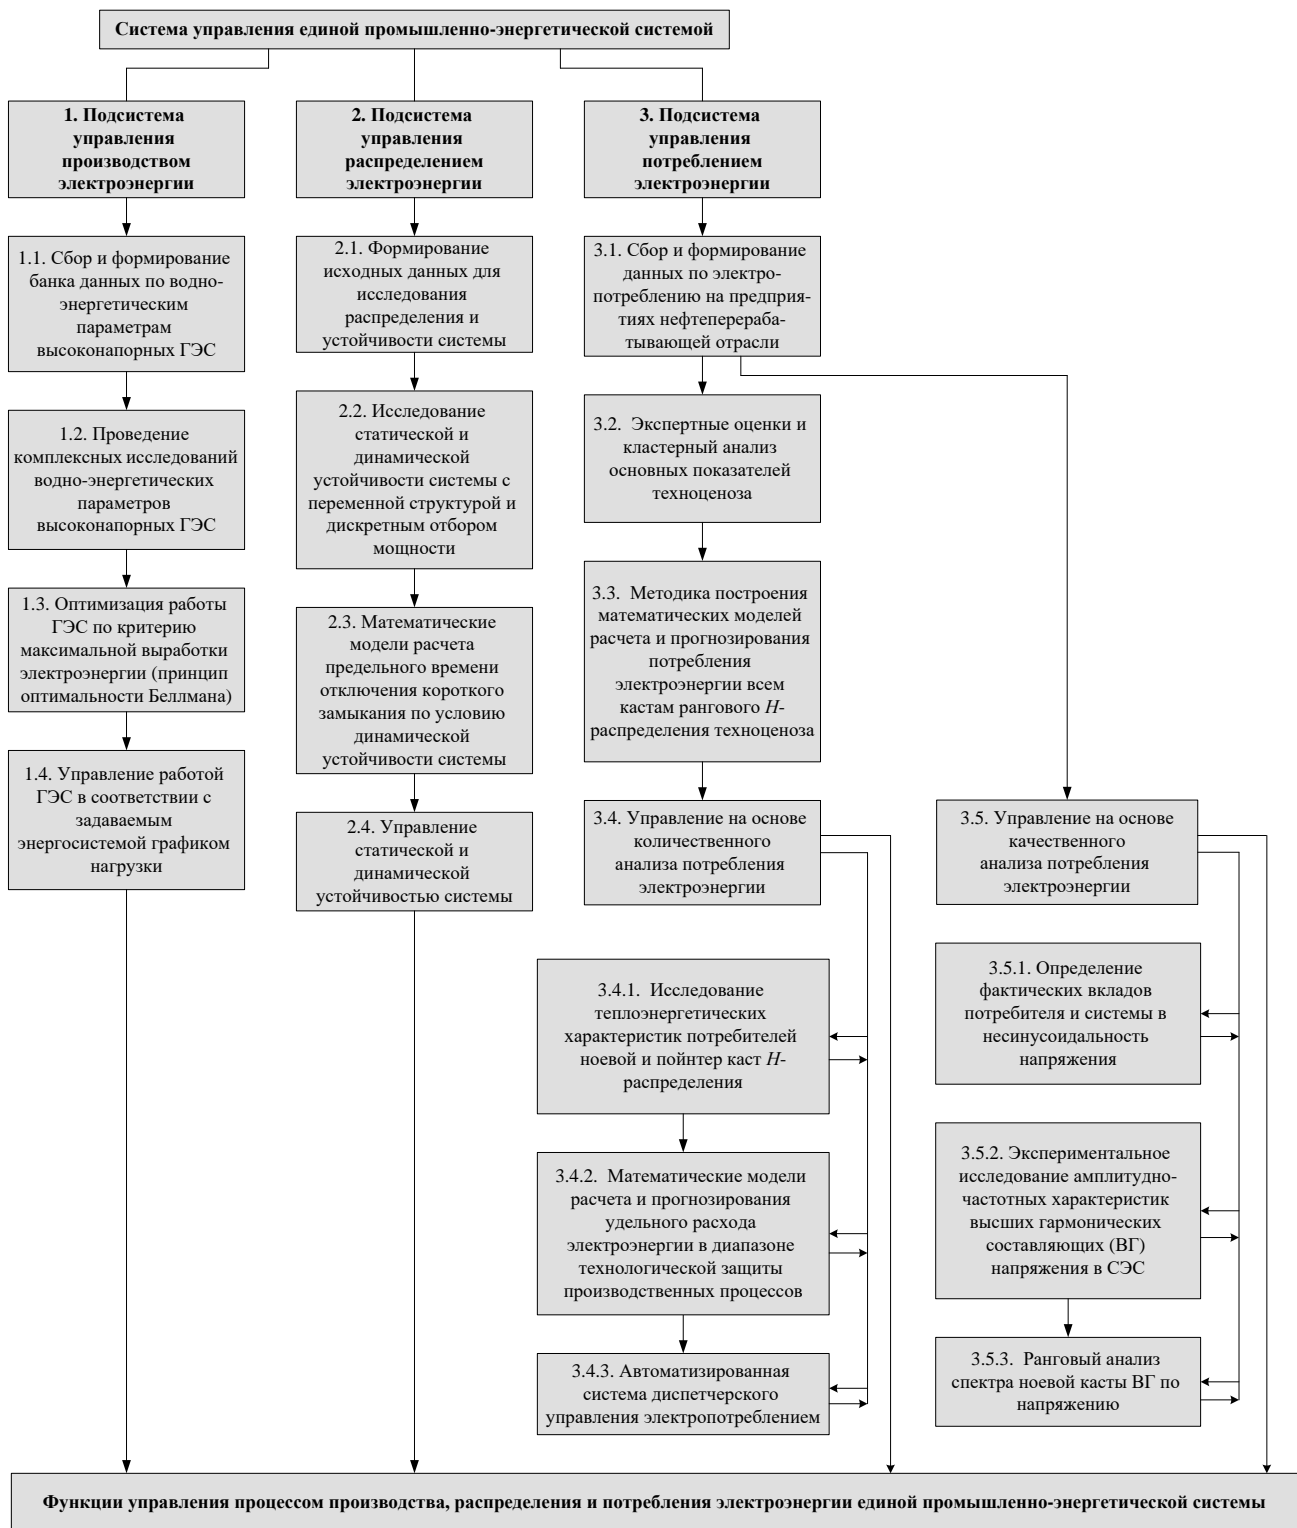 Система управления единой промышленно-энергетической системой
1. Подсистема
управления
производством
электроэнергии
2. Подсистема
управления
распределением
электроэнергии
3. Подсистема
управления
потреблением
электроэнергии
1.1. Сбор и формирование
банка данных по водно-
энергетическим
параметрам
высоконапорных ГЭС
1.2. Проведение
комплексных исследований
водно-энергетических
параметров
высоконапорных ГЭС
1.3. Оптимизация работы
ГЭС по критерию
максимальной выработки
электроэнергии (принцип
оптимальности Беллмана)
1.4. Управление работой
ГЭС в соответствии с
задаваемым
энергосистемой графиком
нагрузки
2.1. Формирование
исходных данных для
исследования
распределения и
устойчивости системы
2.2. Исследование
статической и
динамической
устойчивости системы с
переменной структурой и
дискретным отбором
мощности
2.3. Математические
модели расчета
предельного времени
отключения короткого
замыкания по условию
динамической
устойчивости системы
2.4. Управление
статической и
динамической
устойчивостью системы
3.1. Сбор и формирование
данных по электро-
потреблению на предприя-
тиях нефтеперераба-
тывающей отрасли
3.2. Экспертные оценки и
кластерный анализ
основных показателей
техноценоза
3.3. Методика построения
математических моделей
расчета и прогнозирования
потребления
электроэнергии всем
кастам рангового Н-
распределения техноценоза
3.4. Управление на основе
количественного
анализа потребления
электроэнергии
3.4.1. Исследование
теплоэнергетических
характеристик потребителей
ноевой и пойнтер каст Н-
распределения
3.4.2. Математические модели
расчета и прогнозирования
удельного расхода
электроэнергии в диапазоне
технологической защиты
производственных процессов
3.4.3. Автоматизированная
система диспетчерского
управления электропотреблением
3.5. Управление на основе
качественного
анализа потребления
электроэнергии
3.5.1. Определение
фактических вкладов
потребителя и системы в
несинусоидальность
напряжения
3.5.2. Экспериментальное
исследование амплитудно-
частотных характеристик
высших гармонических
составляющих (ВГ)
напряжения в СЭС
3.5.3. Ранговый анализ
спектра ноевой касты ВГ по
напряжению
Функции управления процессом производства, распределения и потребления электроэнергии единой промышленно-энергетической системы